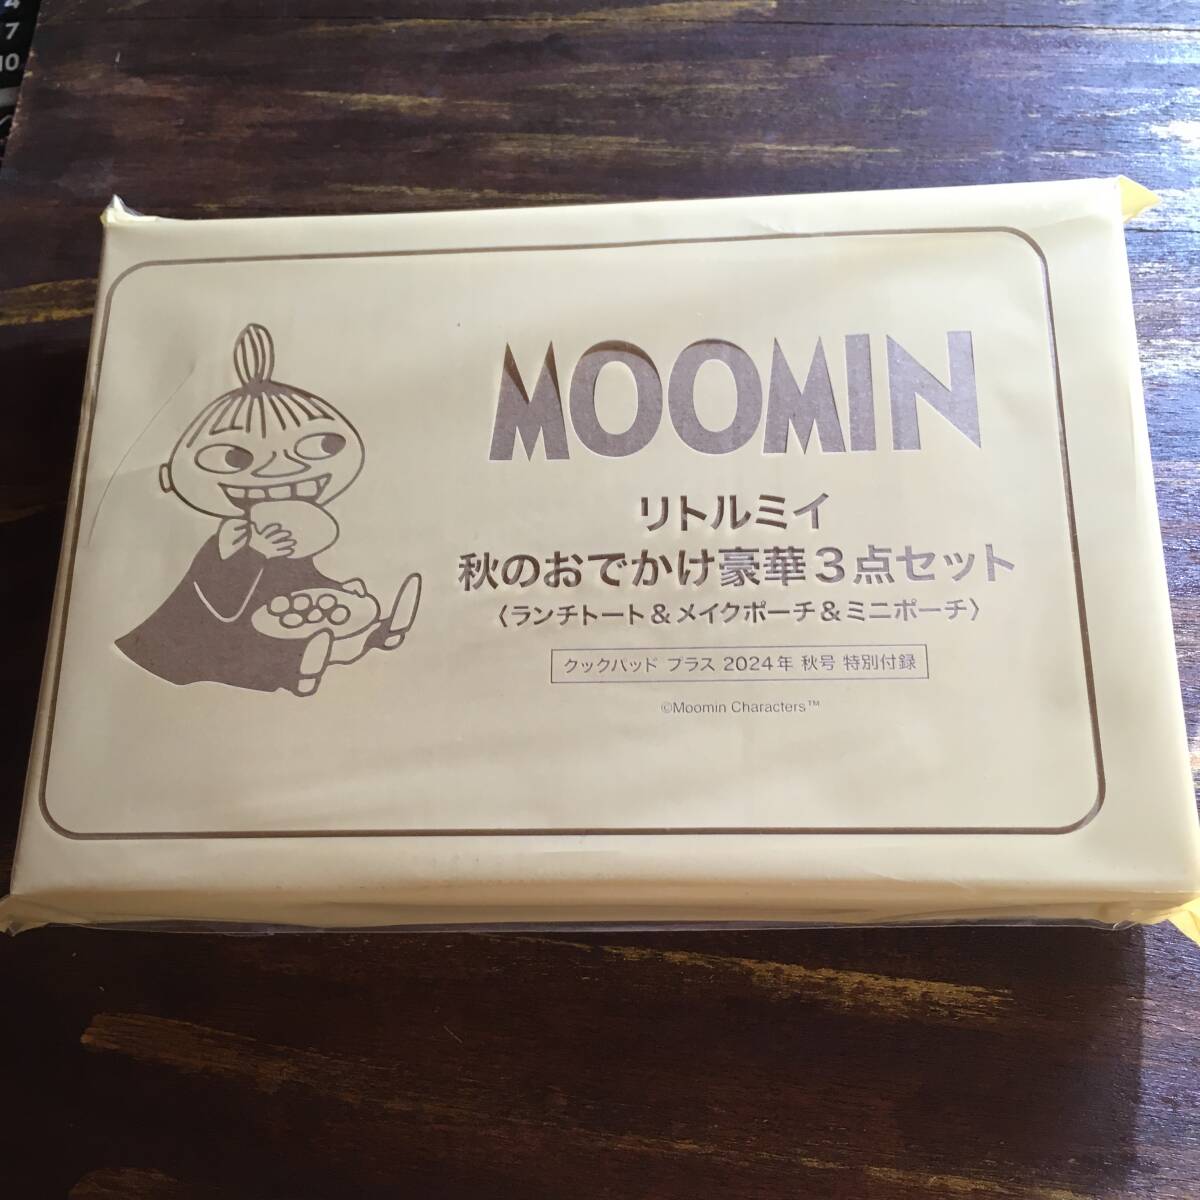 4
7
10
MOOMIN
リトルミイ
秋のおでかけ豪華3点セット
〈ランチトート&メイクポーチ&ミニポーチ〉
クックパッド プラス 2024年 秋号 特別付録
©Moomin Characters™